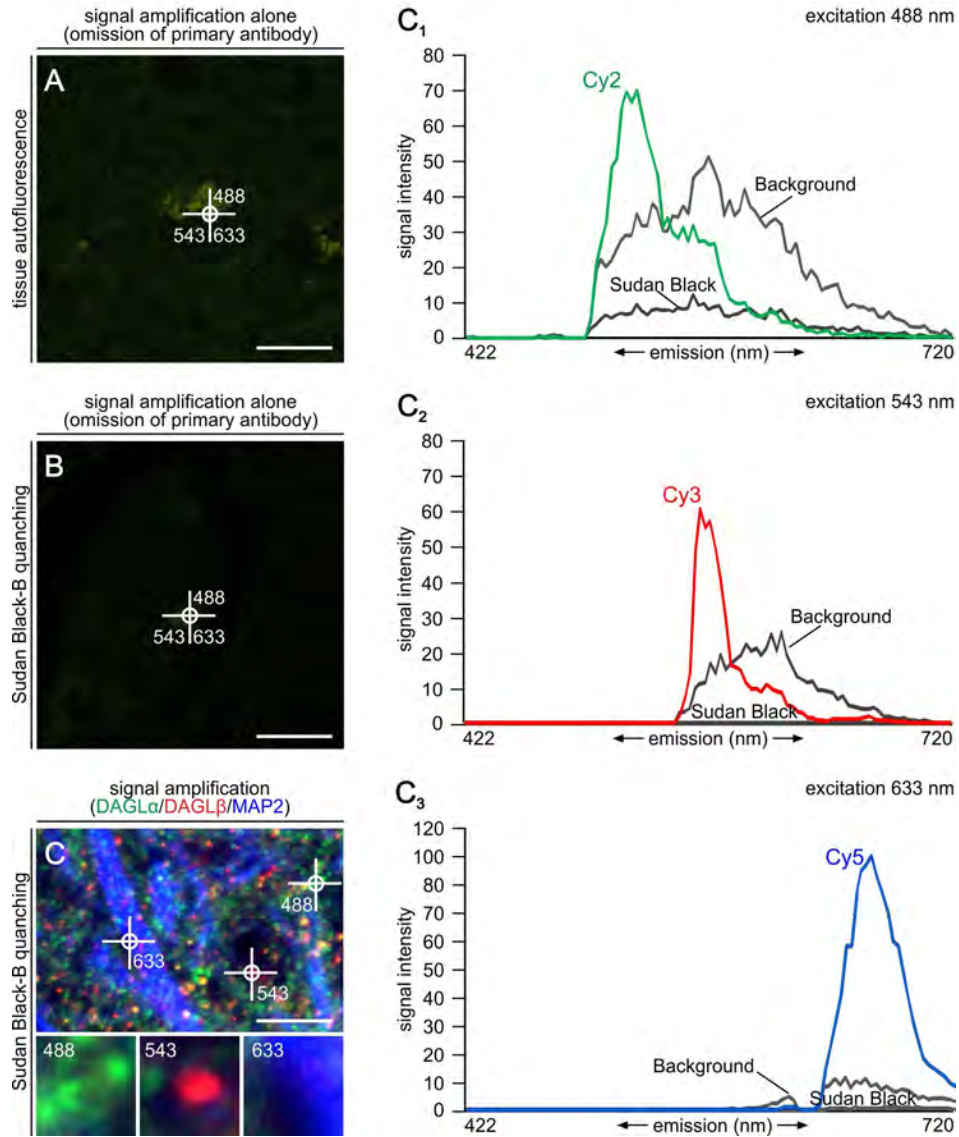 signal amplification alone
(omission of primary antibody)
tissue autofluorescence
A
488
543 633
C1
excitation 488 nm
signal intensity
80
70
60
50
40
30
20
10
0
Cy2
Background
Sudan Black
422
emission (nm)
720
signal amplification alone
(omission of primary antibody)
Sudan Black-B quanching
B
488
543 633
C2
excitation 543 nm
signal intensity
80
70
60
50
40
30
20
10
0
Cy3
Background
Sudan Black
422
emission (nm)
720
signal amplification
(DAGLα/DAGLβ/MAP2)
Sudan Black-B quanching
C
488
633
543
488
543
633
C3
excitation 633 nm
signal intensity
120
100
90
80
70
60
50
40
30
20
10
0
Cy5
Background
Sudan Black
422
emission (nm)
720